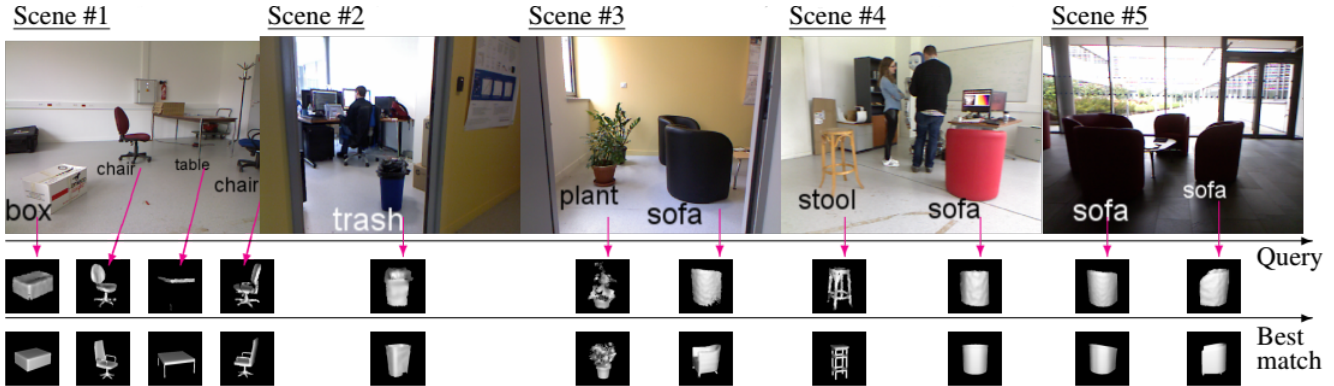 Scene #1
Scene #2
Scene #3
Scene #4
Scene #5
box
chair
table
chair
trash
plant
sofa
stool
sofa
sofa
sofa
Query
Best
match